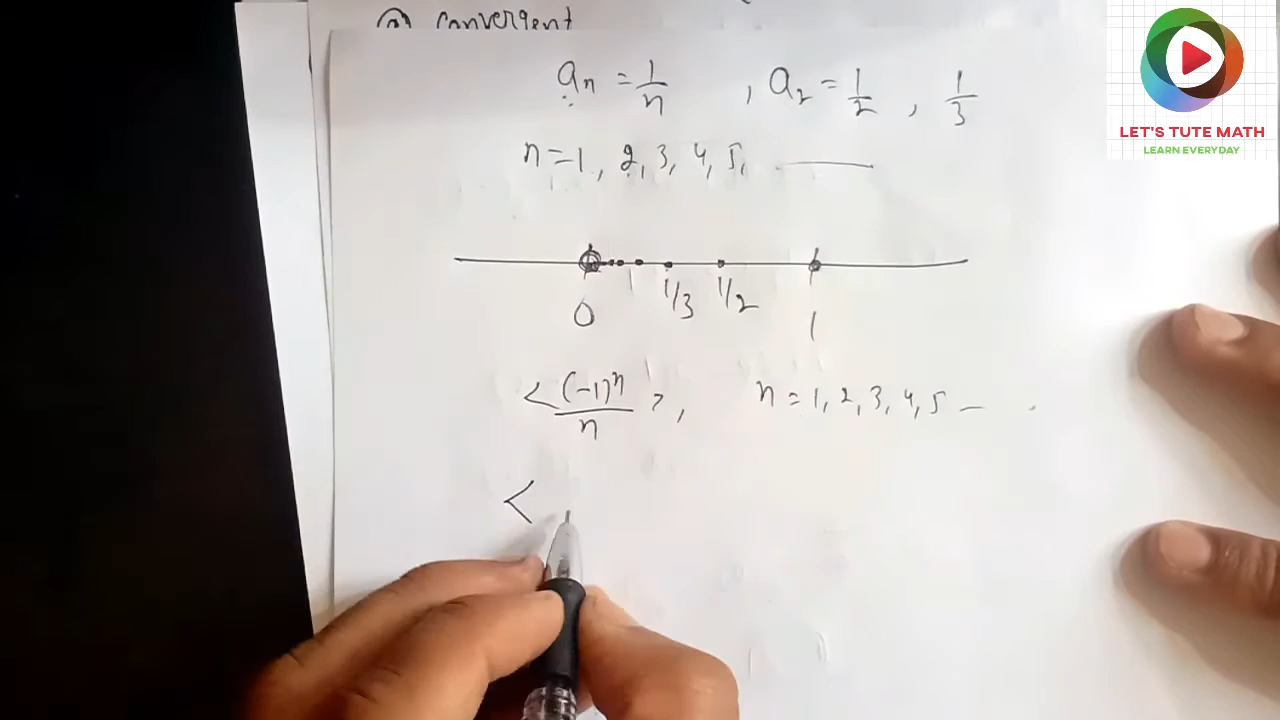 (a) convergent
aₙ = 1/n , a₂ = 1/2 , 1/3
n = 1, 2, 3, 4, 5, ——
0 1/3 1/2 1
< (-1)ⁿ/n >, n = 1, 2, 3, 4, 5 —
<
LET'S TUTE MATH
LEARN EVERYDAY